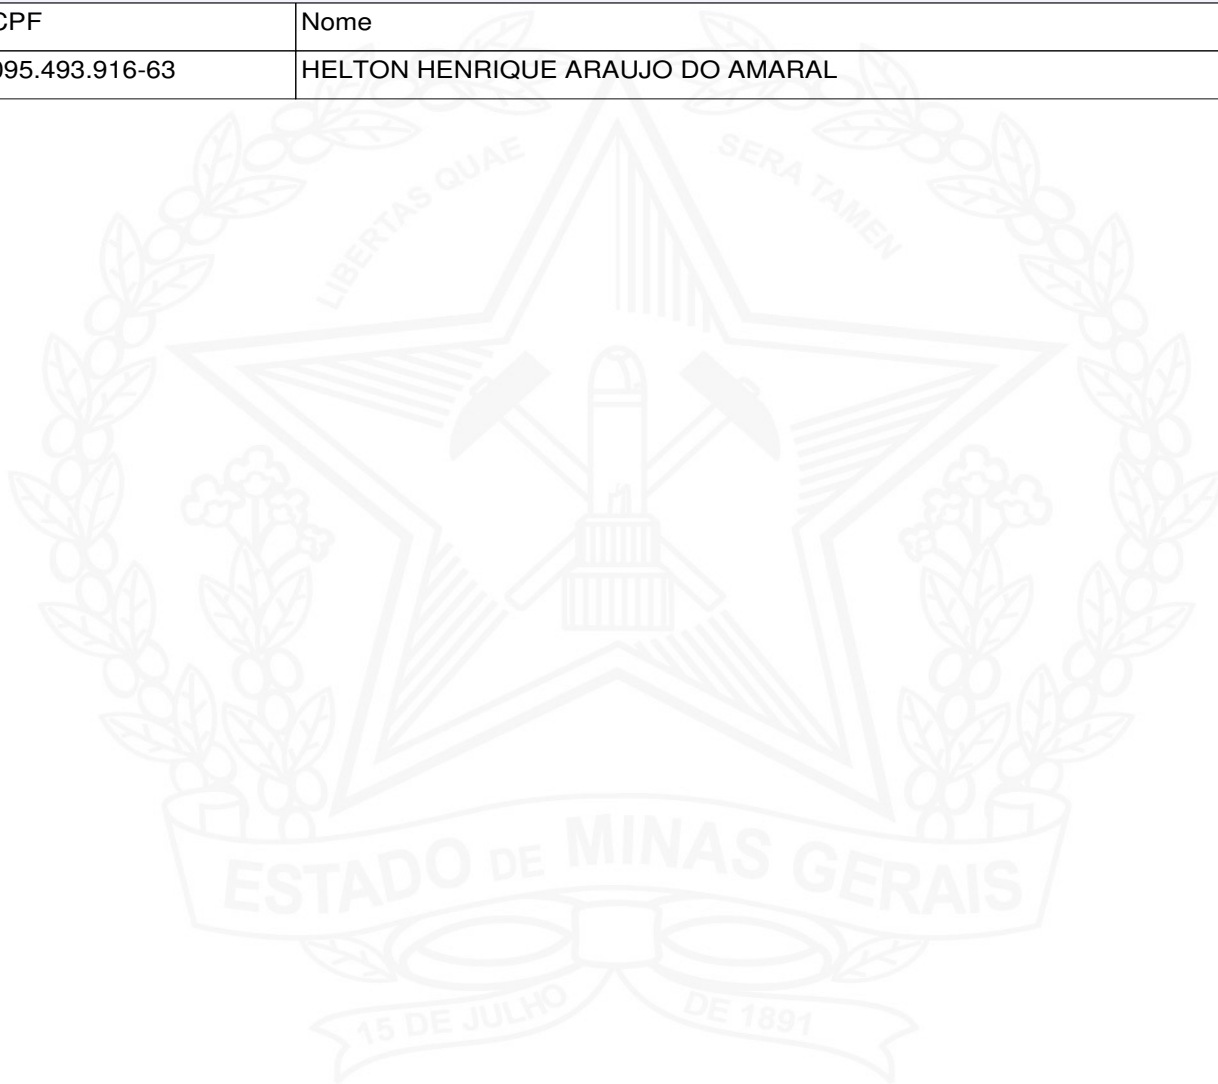 CPF Nome
095.493.916-63 HELTON HENRIQUE ARAUJO DO AMARAL
LIBERTAS QUAE SERA TAMEN
ESTADO DE MINAS GERAIS
15 DE JULHO DE 1891